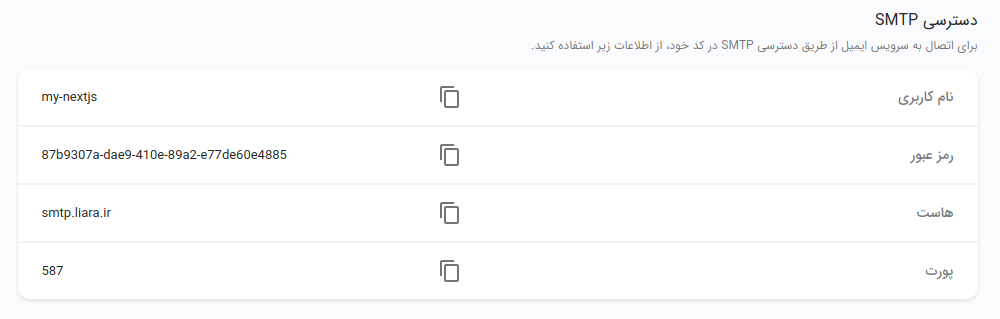 دسترسی SMTP
برای اتصال به سرویس ایمیل از طریق دسترسی SMTP در کد خود، از اطلاعات زیر استفاده کنید.
نام کاربری my-nextjs
رمز عبور 87b9307a-dae9-410e-89a2-e77de60e4885
هاست smtp.liara.ir
پورت 587